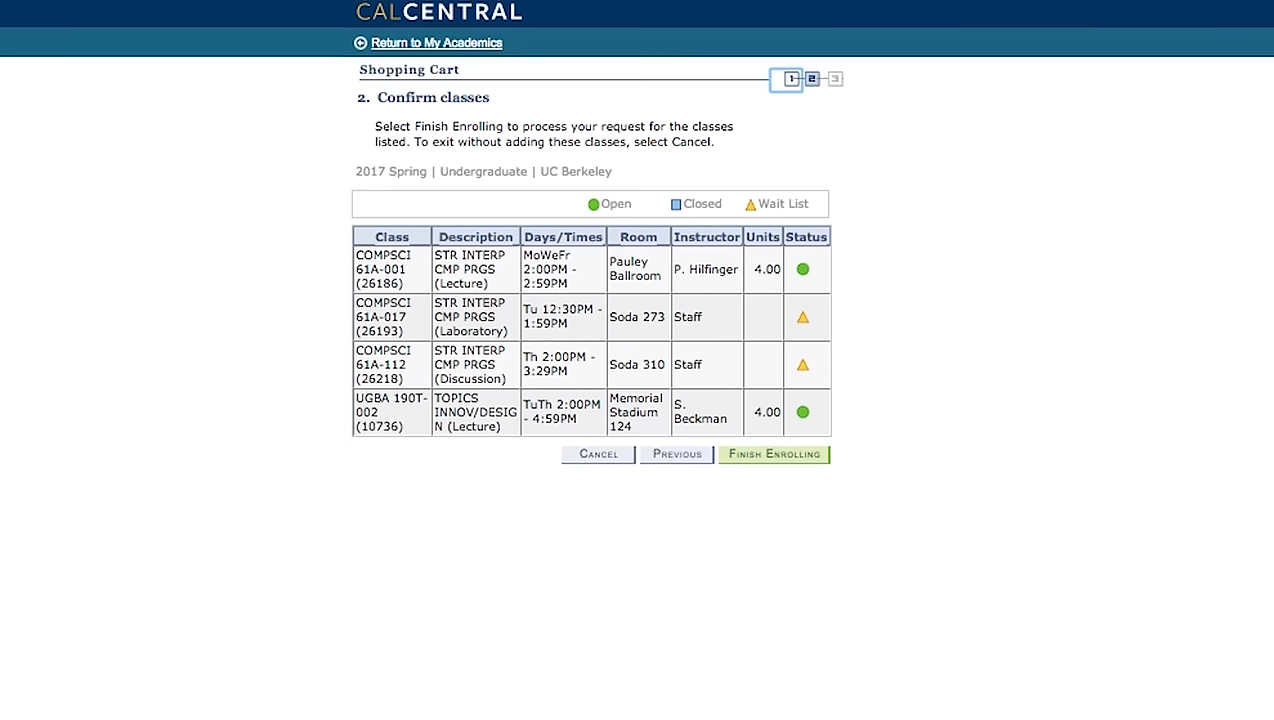 CALCENTRAL
Return to My Academics
Shopping Cart
1 2 3
2. Confirm classes
Select Finish Enrolling to process your request for the classes
listed. To exit without adding these classes, select Cancel.
2017 Spring | Undergraduate | UC Berkeley
Open Closed Wait List
Class Description Days/Times Room Instructor Units Status
COMPSCI
61A-001
(26186)
STR INTERP
CMP PRGS
(Lecture)
MoWeFr
2:00PM -
2:59PM
Pauley
Ballroom
P. Hilfinger
4.00
COMPSCI
61A-017
(26193)
STR INTERP
CMP PRGS
(Laboratory)
Tu 12:30PM -
1:59PM
Soda 273
Staff
COMPSCI
61A-112
(26218)
STR INTERP
CMP PRGS
(Discussion)
Th 2:00PM -
3:29PM
Soda 310
Staff
UGBA 190T-
002
(10736)
TOPICS
INNOV/DESIG
N (Lecture)
TuTh 2:00PM
- 4:59PM
Memorial
Stadium
124
S.
Beckman
4.00
CANCEL PREVIOUS FINISH ENROLLING